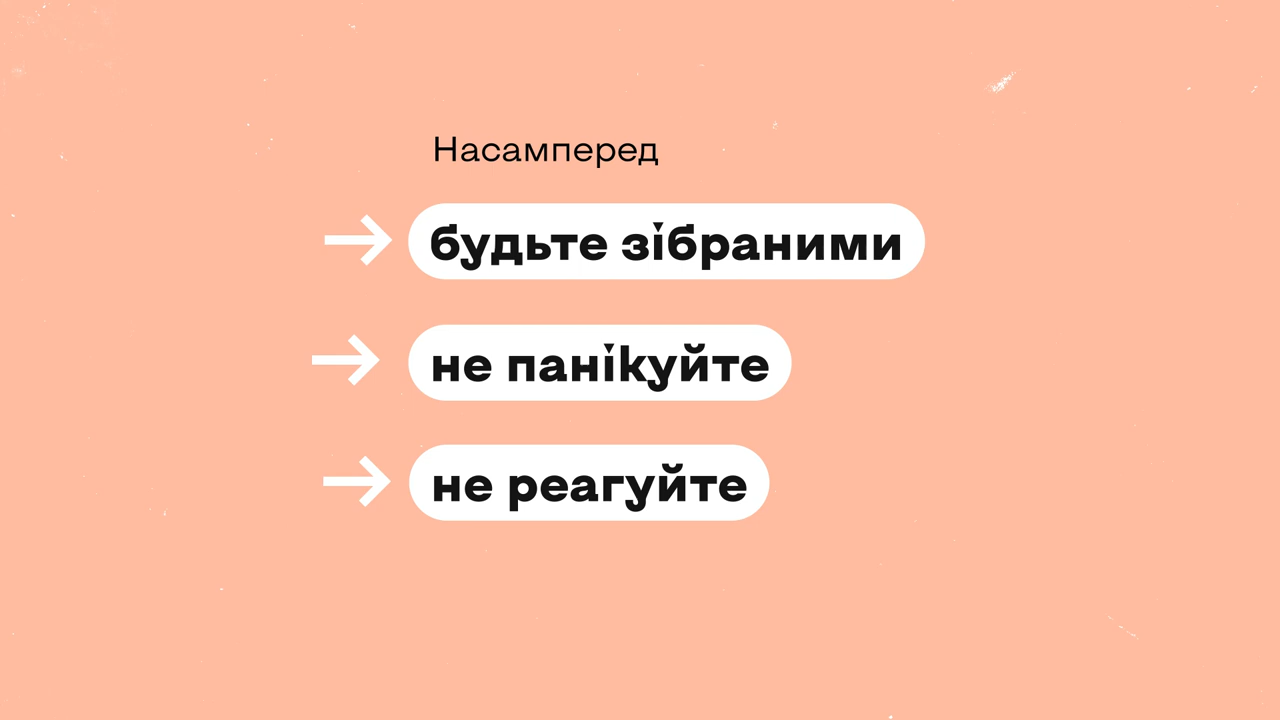 Насамперед
будьте зібраними
не панікуйте
не реагуйте